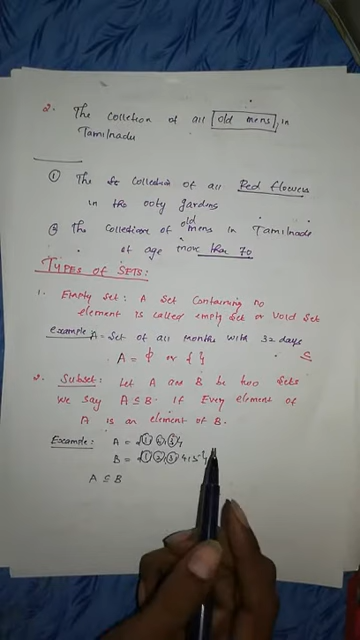 2. The colletion of all old mens in
Tamilnadu
① The Collection of all Red flowers
in the ooty gardens
② The Collections of old mens in Tamilnadu
of age more than 70
TYPES OF SETS:
1. Empty Set: A Set Containing no
element is called empty set or Void Set
example: A = Set of all months with 32 days
A = ϕ or { }
2. Subset: Let A and B be two Sets
We say A ⊆ B. if Every element of
A is an element of B.
Example: A = {1, 2, 3}
B = {1, 2, 3, 4, 5}
A ⊆ B